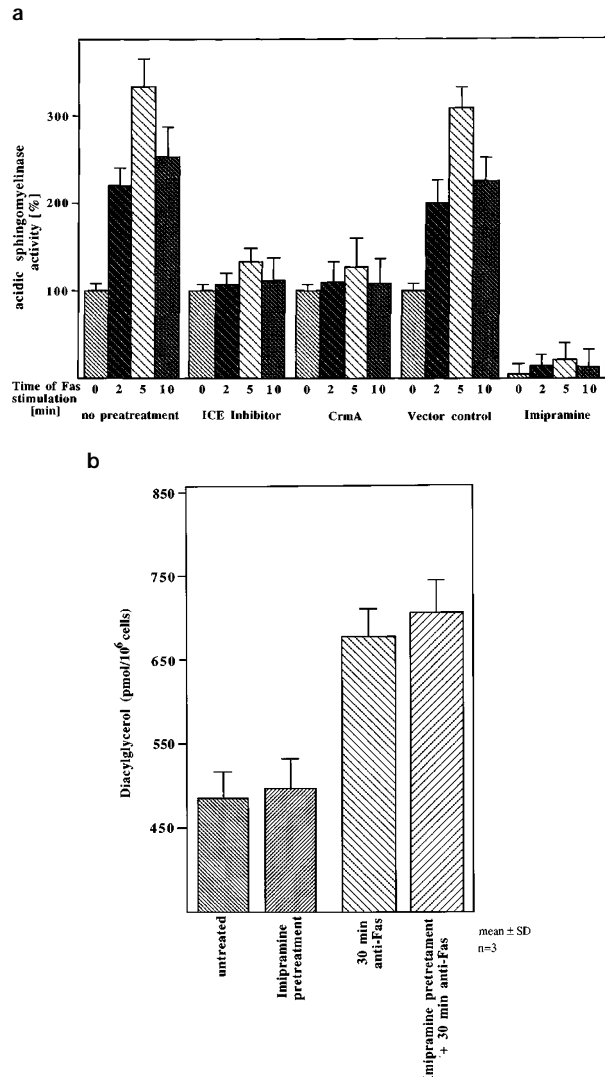 a
acidic sphingomyelinase
activity [%]
300
200
100
Time of Fas
stimulation
[min]
0 2 5 10 0 2 5 10 0 2 5 10 0 2 5 10 0 2 5 10
no preatreatment ICE Inhibitor CrmA Vector control Imipramine
b
Diacylglycerol (pmol/10⁶ cells)
850
750
650
550
450
untreated
Imipramine
pretreatment
30 min
anti-Fas
Imipramine pretretament
+ 30 min anti-Fas
mean ± SD
n=3